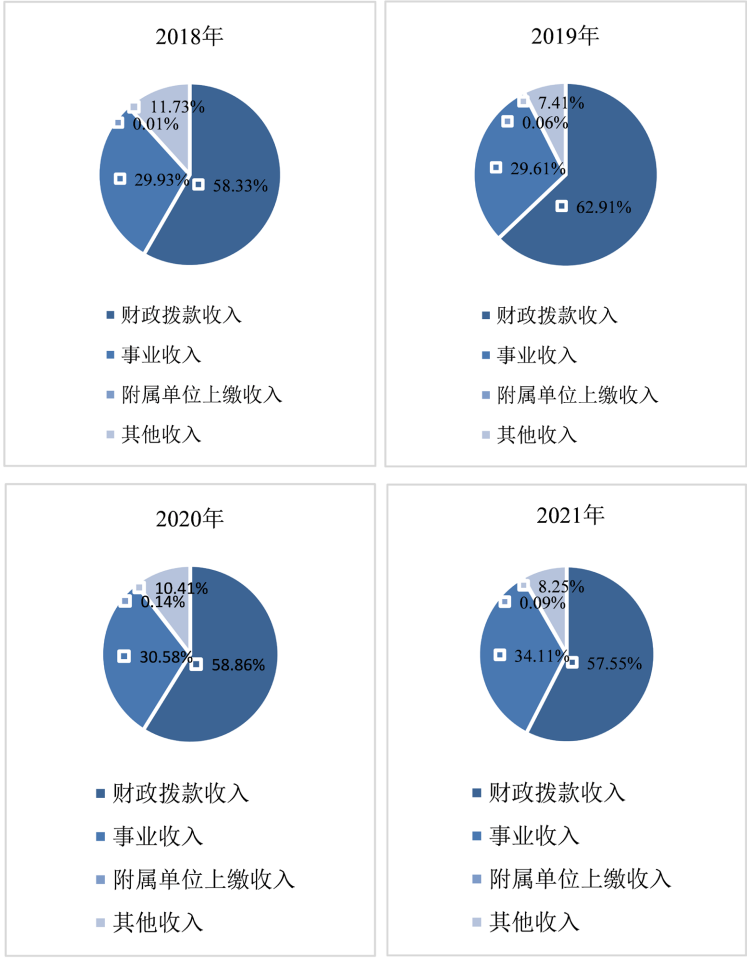 2018年
11.73%
0.01%
29.93%
58.33%
财政拨款收入
事业收入
附属单位上缴收入
其他收入
2019年
7.41%
0.06%
29.61%
62.91%
财政拨款收入
事业收入
附属单位上缴收入
其他收入
2020年
10.41%
0.14%
30.58%
58.86%
财政拨款收入
事业收入
附属单位上缴收入
其他收入
2021年
8.25%
0.09%
34.11%
57.55%
财政拨款收入
事业收入
附属单位上缴收入
其他收入